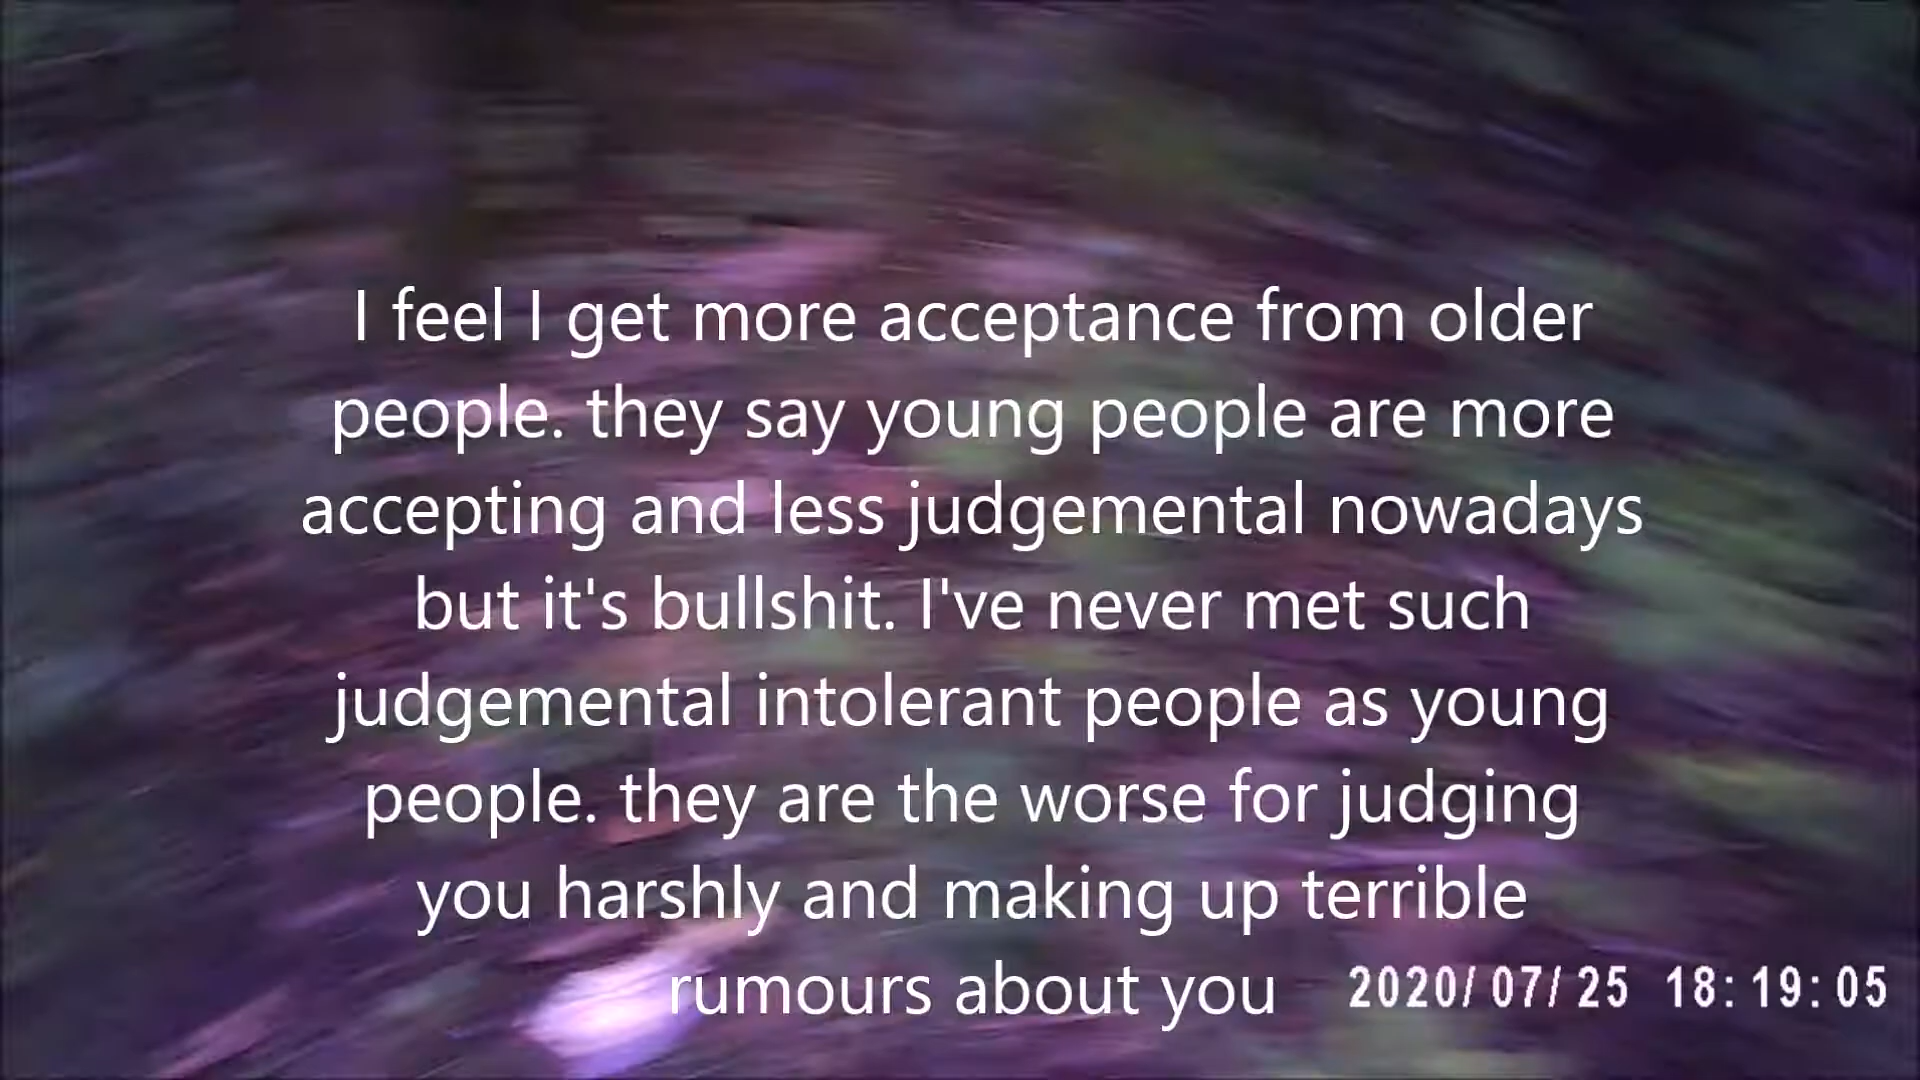 I feel I get more acceptance from older
people. they say young people are more
accepting and less judgemental nowadays
but it's bullshit. I've never met such
judgemental intolerant people as young
people. they are the worse for judging
you harshly and making up terrible
rumours about you
2020/07/25 18:19:05